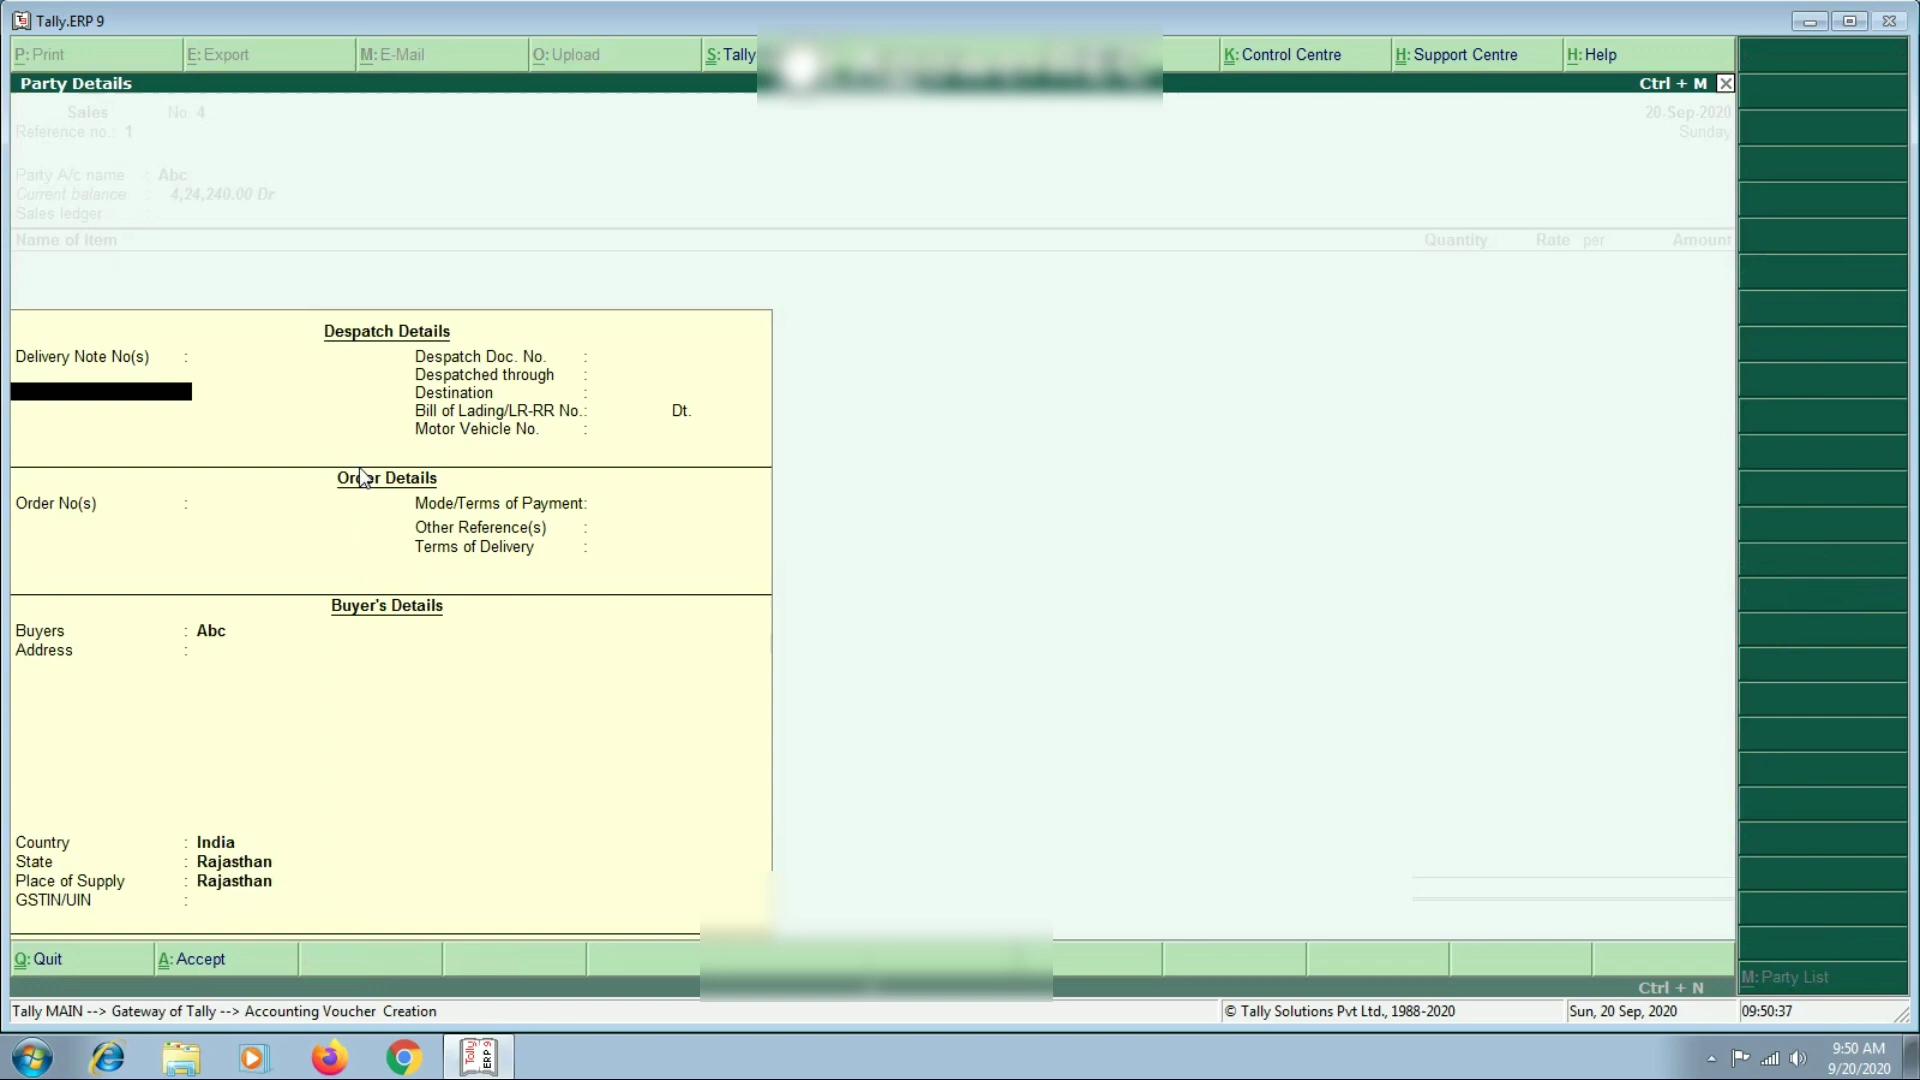 Tally.ERP 9
P: Print E: Export M: E-Mail O: Upload S: Tally K: Control Centre H: Support Centre H: Help
Party Details Ctrl + M
Sales No. 4 20-Sep-2020
Reference no.: 1 Sunday
Party A/c name : Abc
Current balance : 4,24,240.00 Dr
Sales ledger :
Name of Item Quantity Rate per Amount
Despatch Details
Delivery Note No(s) : Despatch Doc. No. :
Despatched through :
Destination :
Bill of Lading/LR-RR No.: Dt.
Motor Vehicle No. :
Order Details
Order No(s) : Mode/Terms of Payment:
Other Reference(s) :
Terms of Delivery :
Buyer's Details
Buyers : Abc
Address :
Country : India
State : Rajasthan
Place of Supply : Rajasthan
GSTIN/UIN :
Q: Quit A: Accept
M: Party List
Ctrl + N
Tally MAIN --> Gateway of Tally --> Accounting Voucher Creation © Tally Solutions Pvt Ltd., 1988-2020 Sun, 20 Sep, 2020 09:50:37
Tally ERP 9
9:50 AM
9/20/2020